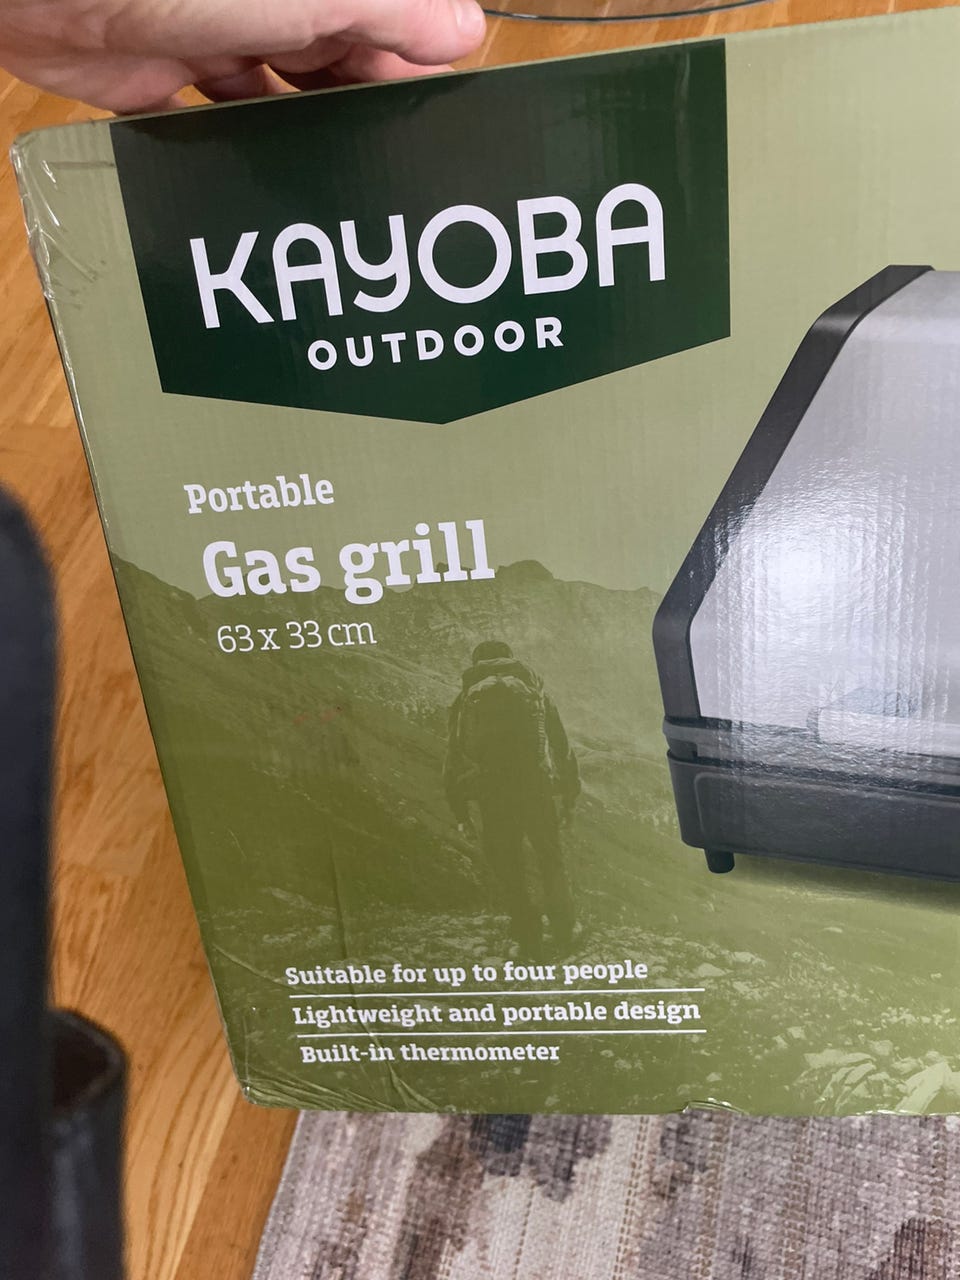 KAYOBA
OUTDOOR
Portable
Gas grill
63 x 33 cm
Suitable for up to four people
Lightweight and portable design
Built-in thermometer